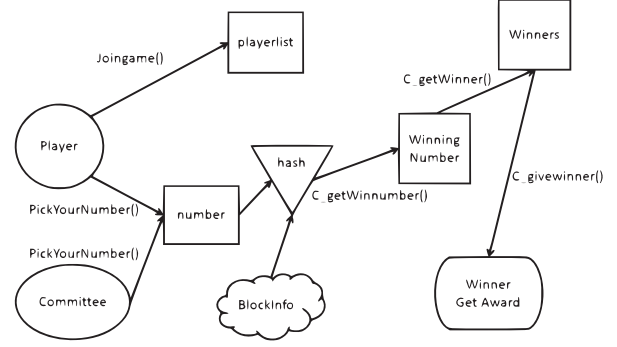 Winners
playerlist
Joingame()
C_getWinner()
Player
hash
Winning
Number
C_givewinner()
PickYourNumber()
number
C_getWinnumber()
PickYourNumber()
Committee
BlockInfo
Winner
Get Award